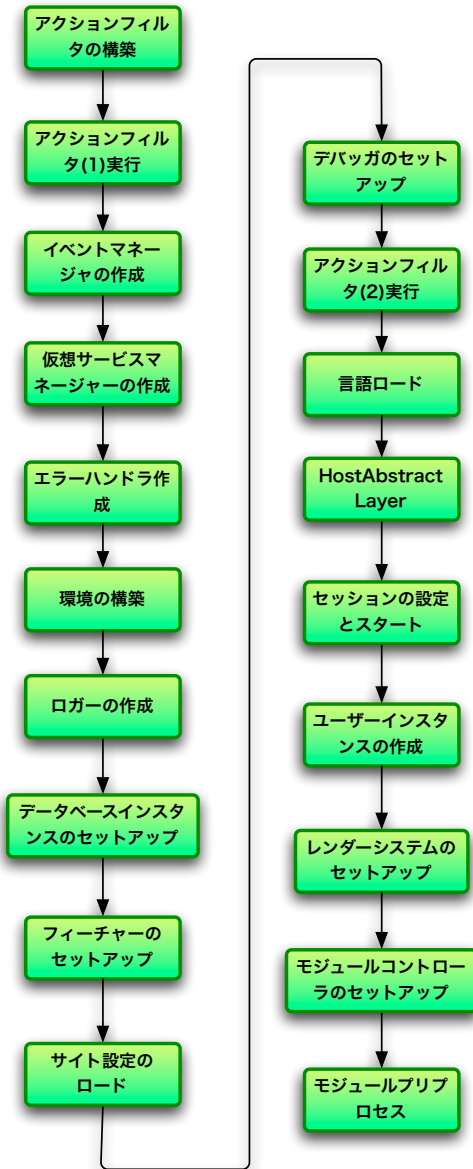 アクションフィル
タの構築
アクションフィル
タ(1)実行
イベントマネー
ジャの作成
仮想サービスマ
ネージャーの作成
エラーハンドラ作
成
環境の構築
ロガーの作成
データベースインスタ
ンスのセットアップ
フィーチャーの
セットアップ
サイト設定の
ロード
デバッガのセット
アップ
アクションフィル
タ(2)実行
言語ロード
HostAbstract
Layer
セッションの設定
とスタート
ユーザーインスタ
ンスの作成
レンダーシステムの
セットアップ
モジュールコントロー
ラのセットアップ
モジュールプリプ
ロセス